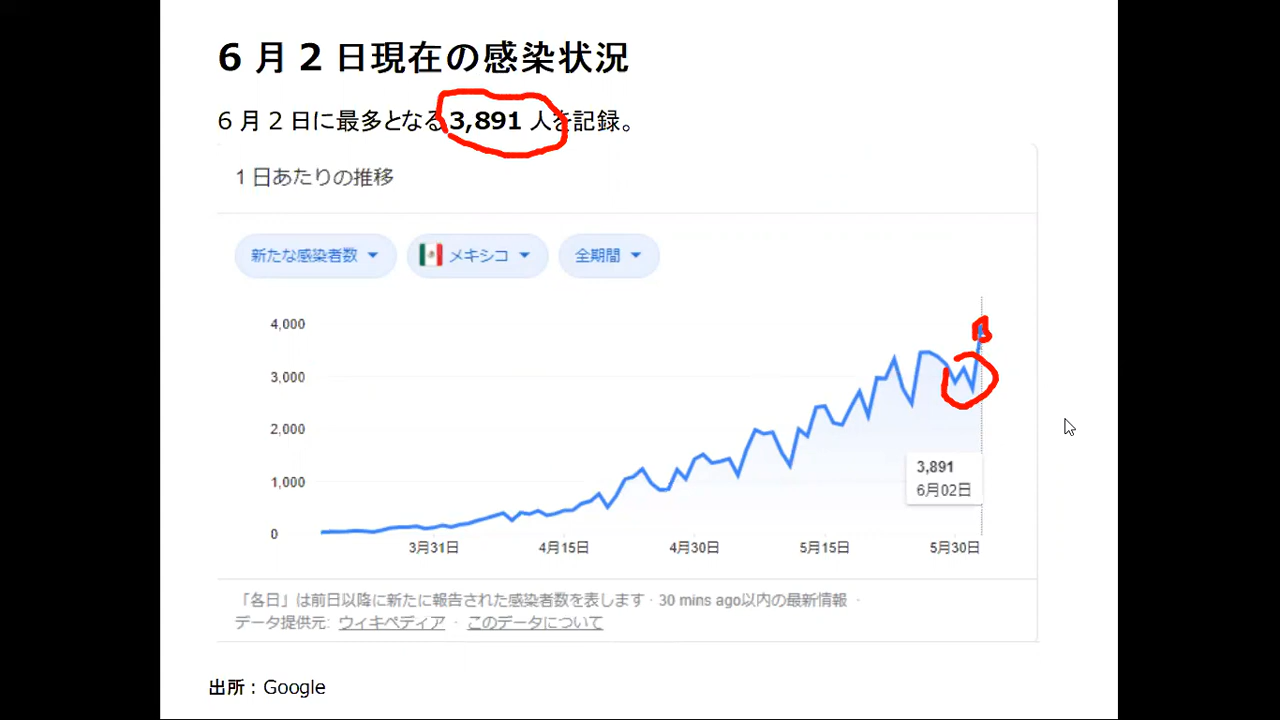 6月2日現在の感染状況
6月2日に最多となる3,891人を記録。
1日あたりの推移
新たな感染者数 メキシコ 全期間
4,000
3,000
2,000
1,000
0
3,891
6月02日
3月31日 4月15日 4月30日 5月15日 5月30日
「各日」は前日以降に新たに報告された感染者数を表します · 30 mins ago以内の最新情報 ·
データ提供元: ウィキペディア · このデータについて
出所：Google